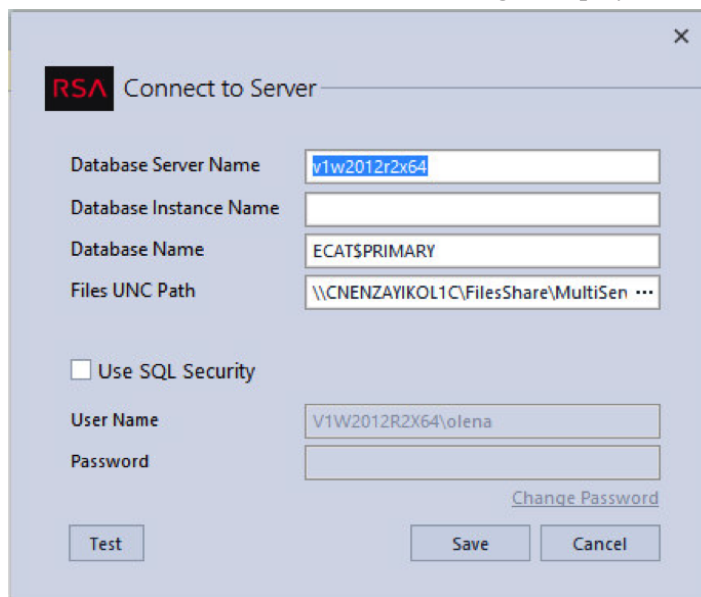 RSA Connect to Server
Database Server Name v1w2012r2x64
Database Instance Name
Database Name ECAT$PRIMARY
Files UNC Path \\CNENZAYIKOL1C\FilesShare\MultiSer ...
Use SQL Security
User Name V1W2012R2X64\olena
Password
Change Password
Test Save Cancel